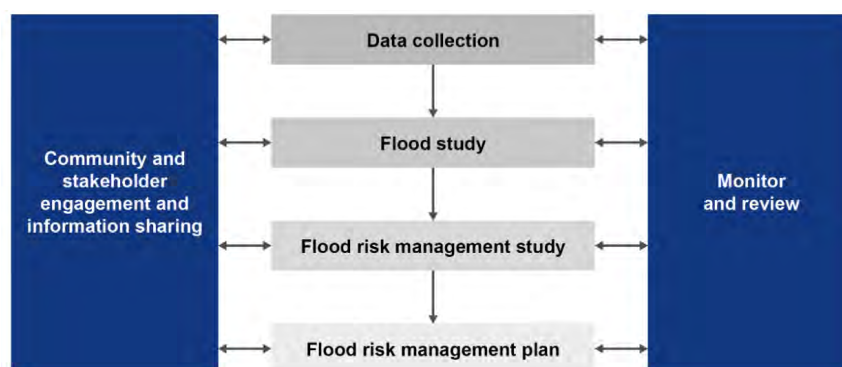 Data collection
Flood study
Community and
stakeholder
engagement and
information sharing
Monitor
and review
Flood risk management study
Flood risk management plan